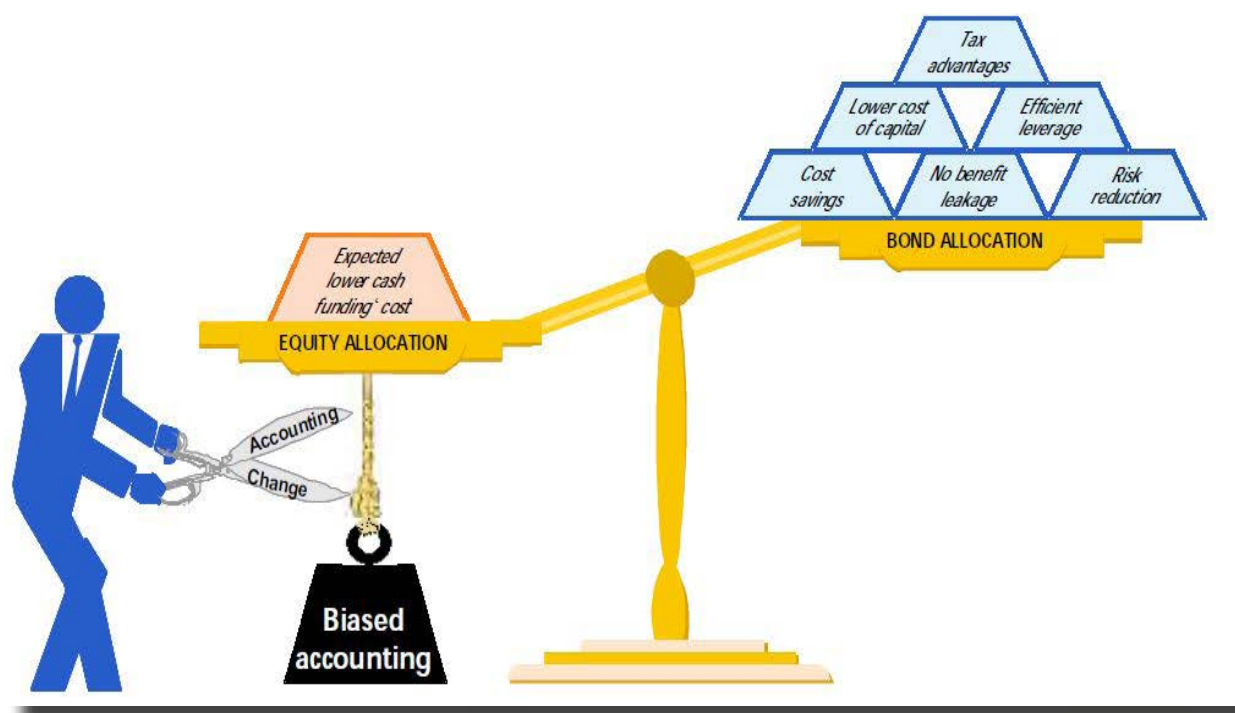 Tax
advantages
Lower cost
of capital
Efficient
leverage
Cost
savings
No benefit
leakage
Risk
reduction
BOND ALLOCATION
Expected
lower cash
funding‘ cost
EQUITY ALLOCATION
Accounting
Change
Biased
accounting